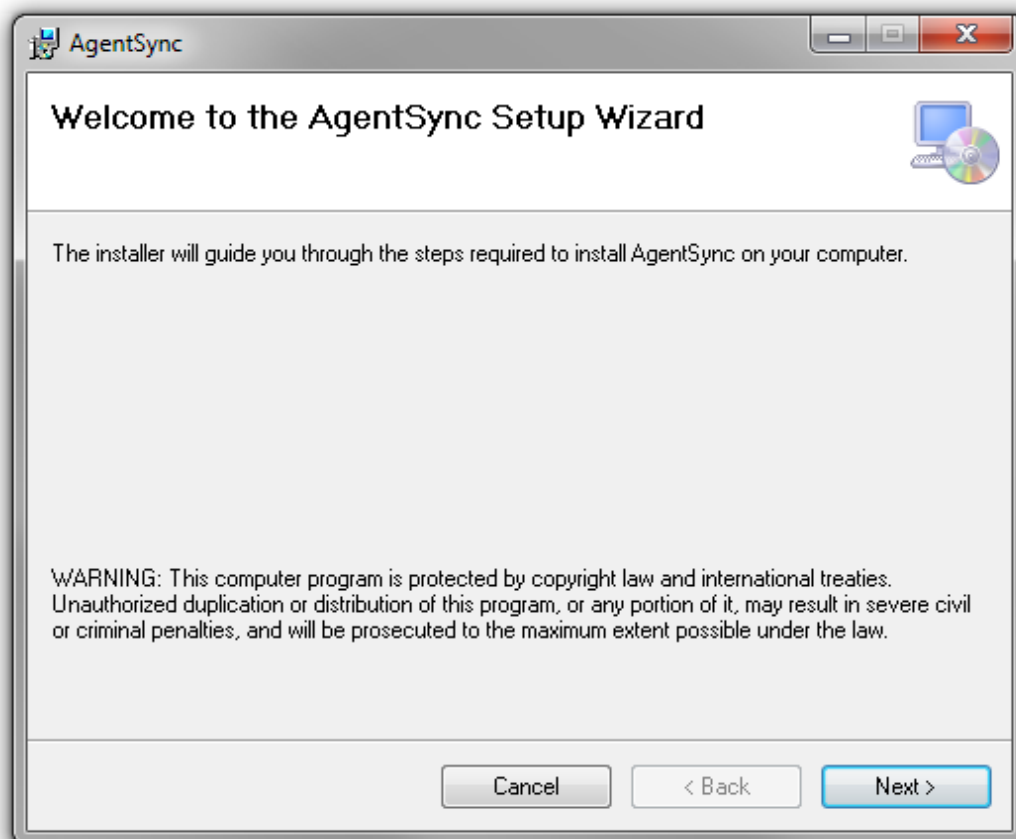 AgentSync
Welcome to the AgentSync Setup Wizard
The installer will guide you through the steps required to install AgentSync on your computer.
WARNING: This computer program is protected by copyright law and international treaties.
Unauthorized duplication or distribution of this program, or any portion of it, may result in severe civil
or criminal penalties, and will be prosecuted to the maximum extent possible under the law.
Cancel
< Back
Next >